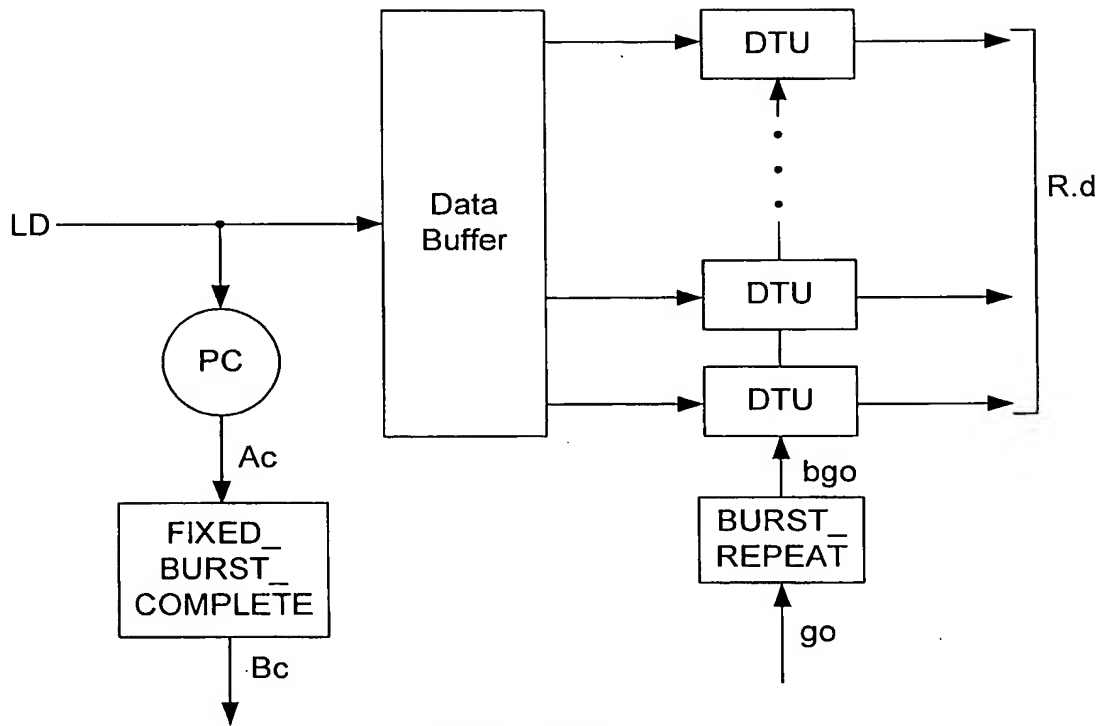 DTU
R.d
LD
Data
Buffer
DTU
PC
DTU
Ac
bgo
FIXED_
BURST_
COMPLETE
BURST_
REPEAT
go
Bc